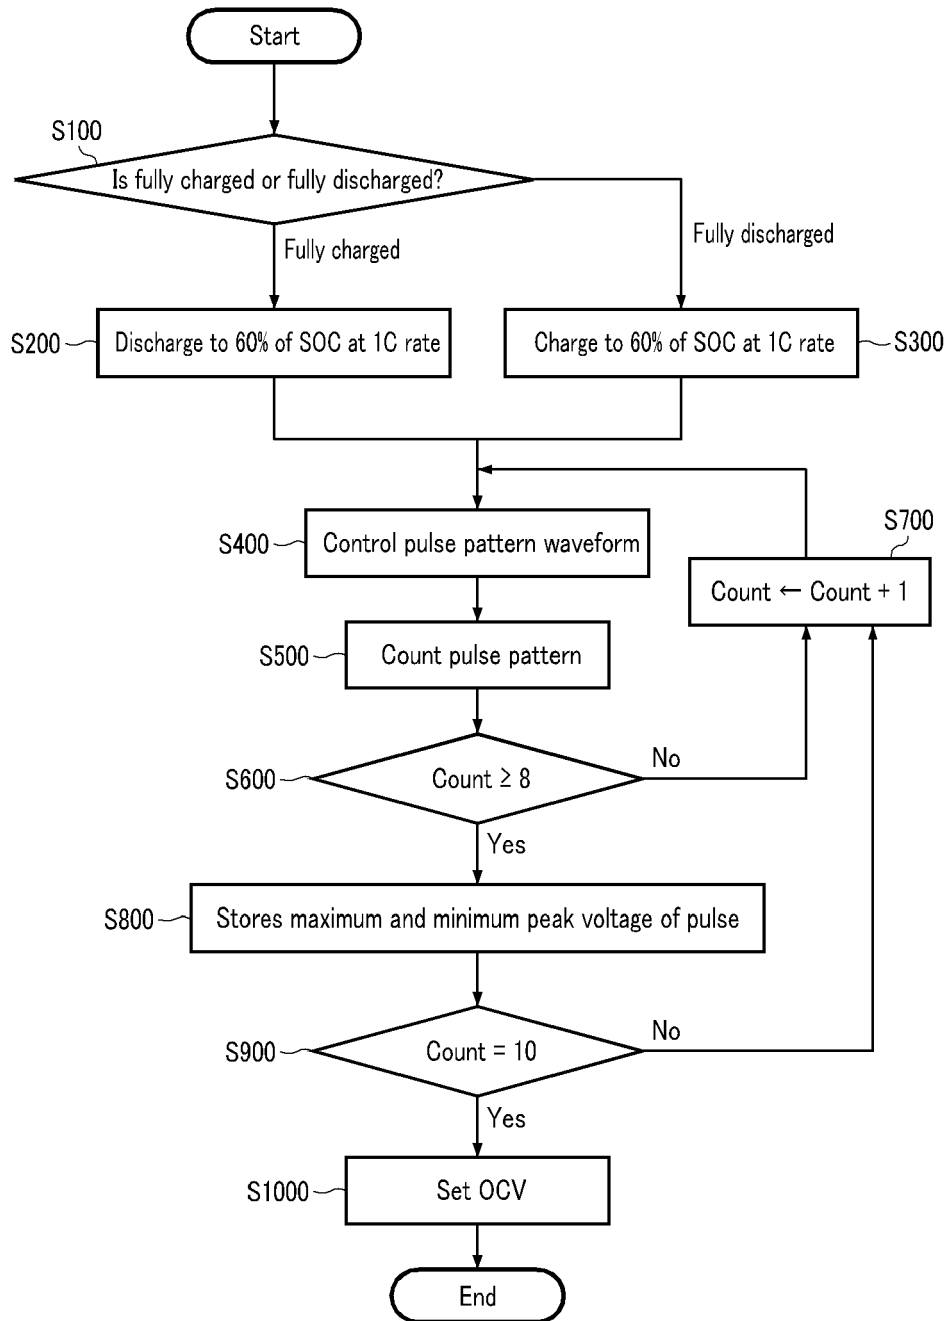 Start
S100
Is fully charged or fully discharged?
Fully charged
Fully discharged
S200
Discharge to 60% of SOC at 1C rate
Charge to 60% of SOC at 1C rate
S300
S400
Control pulse pattern waveform
S700
Count ← Count + 1
S500
Count pulse pattern
S600
Count ≥ 8
No
Yes
S800
Stores maximum and minimum peak voltage of pulse
S900
Count = 10
No
Yes
S1000
Set OCV
End